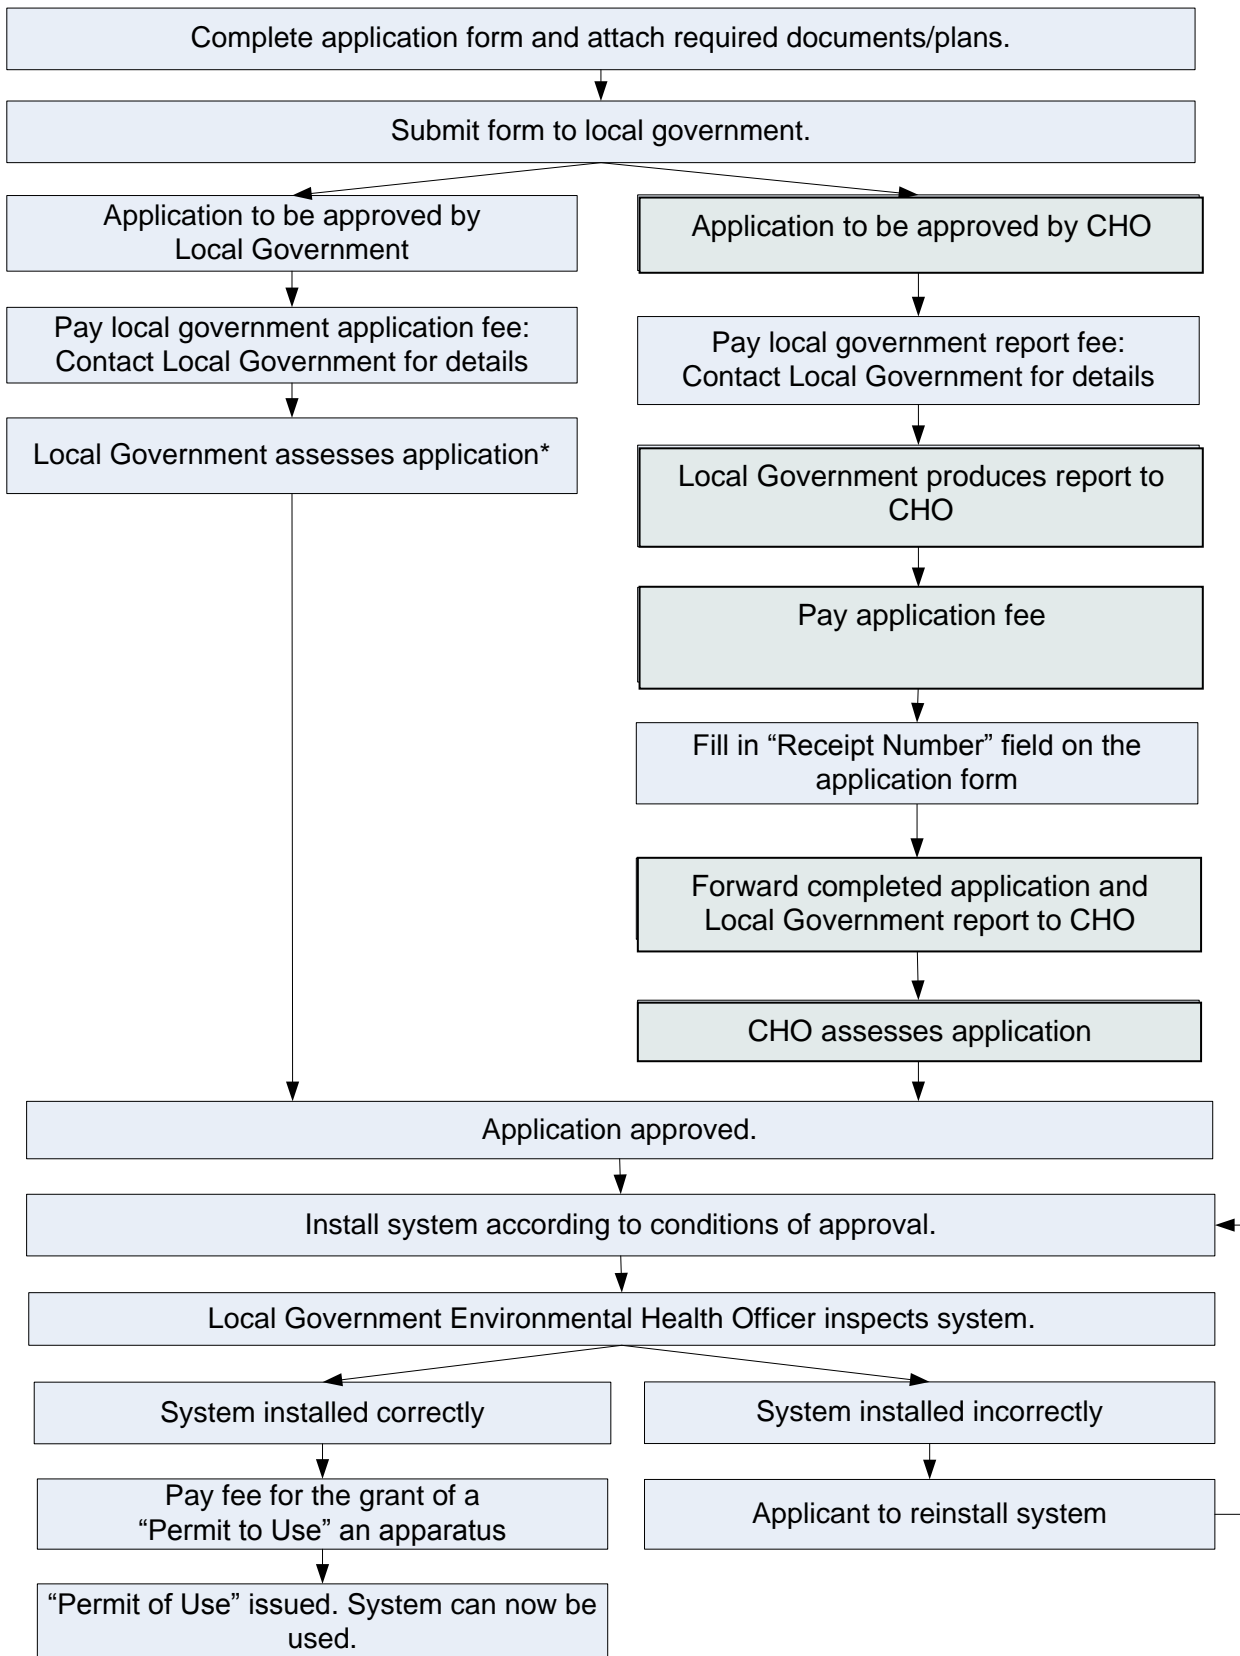 Complete application form and attach required documents/plans.
Submit form to local government.
Application to be approved by
Local Government
Pay local government application fee:
Contact Local Government for details
Local Government assesses application*
Application to be approved by CHO
Pay local government report fee:
Contact Local Government for details
Local Government produces report to
CHO
Pay application fee
Fill in “Receipt Number” field on the
application form
Forward completed application and
Local Government report to CHO
CHO assesses application
Application approved.
Install system according to conditions of approval.
Local Government Environmental Health Officer inspects system.
System installed correctly
Pay fee for the grant of a
“Permit to Use” an apparatus
“Permit of Use” issued. System can now be
used.
System installed incorrectly
Applicant to reinstall system